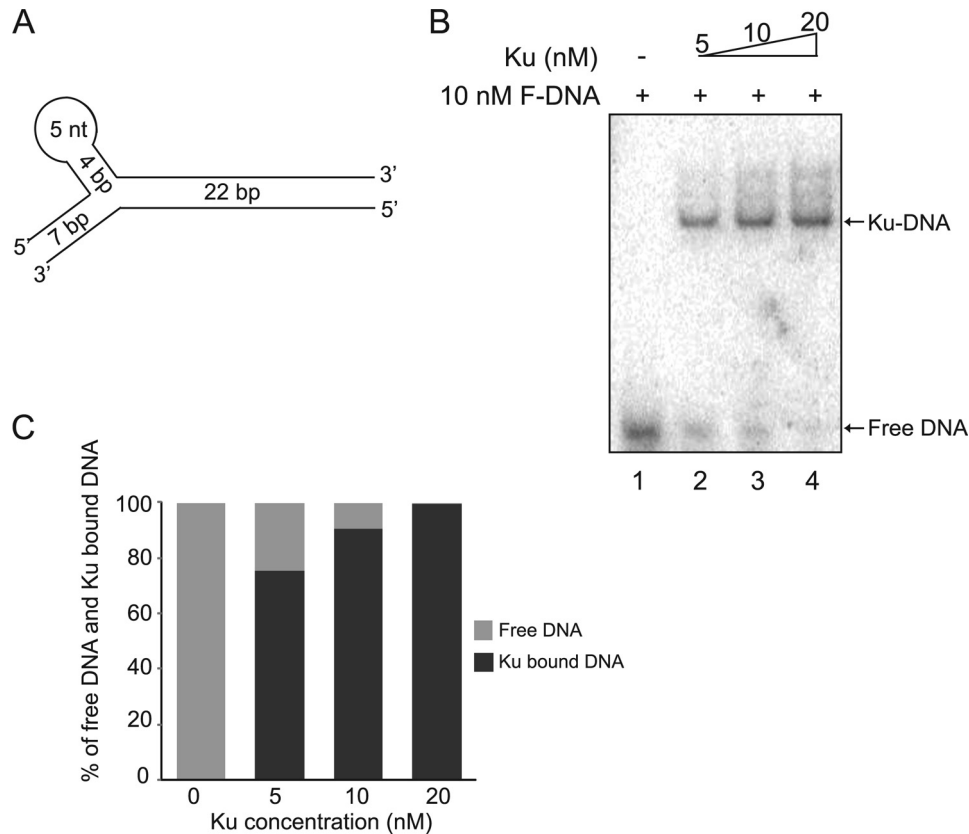 A
5 nt
4 bp
22 bp
7 bp
3’
5’
5’
3’
B
Ku (nM) - 5 10 20
10 nM F-DNA + + + +
Ku-DNA
Free DNA
1 2 3 4
C
% of free DNA and Ku bound DNA
100
80
60
40
20
0
0 5 10 20
Ku concentration (nM)
Free DNA
Ku bound DNA